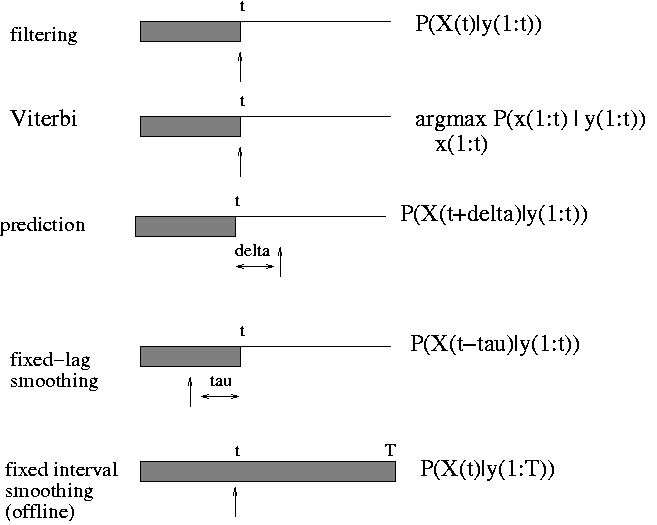 t
filtering
P(X(t)|y(1:t))
t
Viterbi
argmax P(x(1:t) | y(1:t))
x(1:t)
t
prediction
P(X(t+delta)|y(1:t))
delta
t
fixed−lag
smoothing
P(X(t−tau)|y(1:t))
tau
t
T
fixed interval
smoothing
(offline)
P(X(t)|y(1:T))